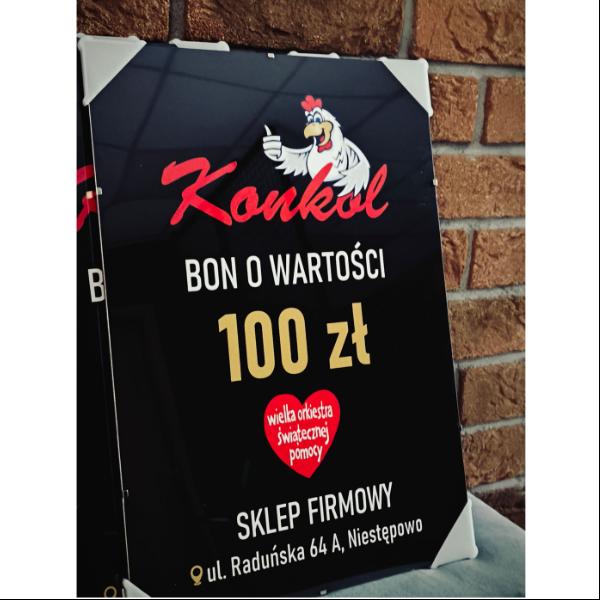 Konkol
BON O WARTOŚCI
100 zł
wielka orkiestra
świątecznej
pomocy
SKLEP FIRMOWY
ul. Raduńska 64 A, Niestępowo
B